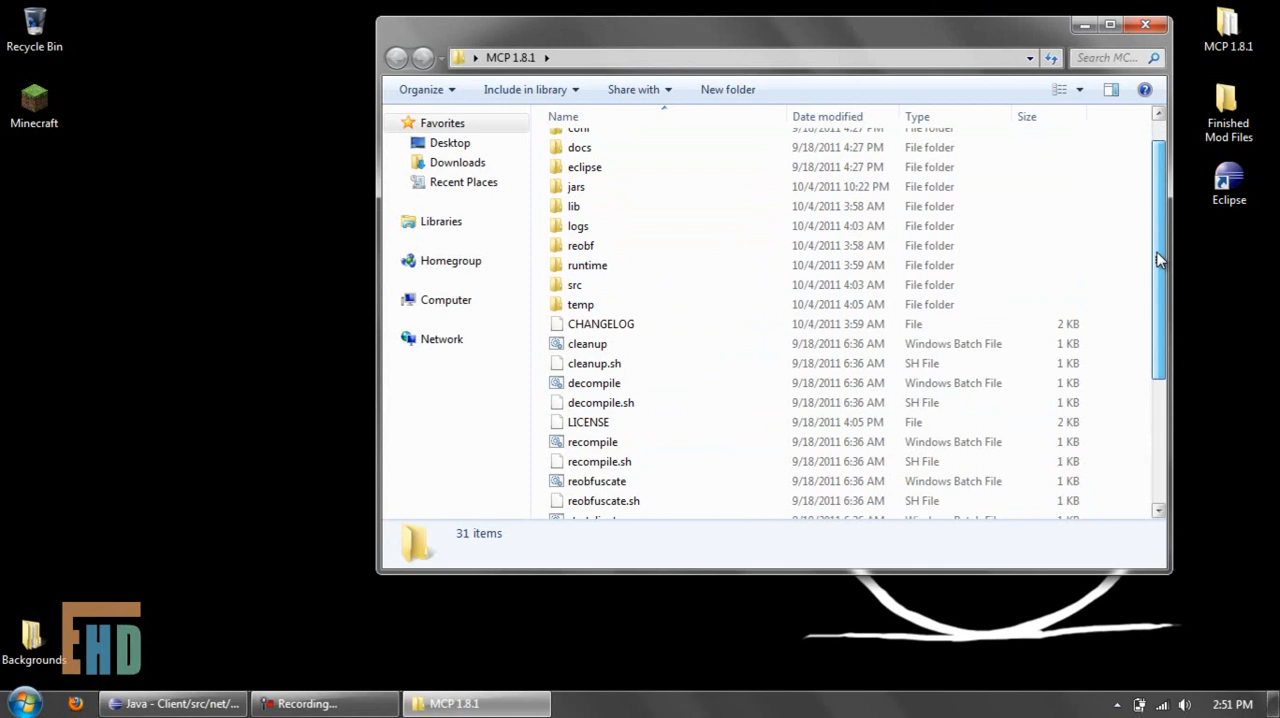 Recycle Bin
Minecraft
MCP 1.8.1
Search MC...
Organize
Include in library
Share with
New folder
Favorites
Desktop
Downloads
Recent Places
Libraries
Homegroup
Computer
Network
Name Date modified Type Size
conf 9/18/2011 4:27 PM File folder
docs 9/18/2011 4:27 PM File folder
eclipse 9/18/2011 4:27 PM File folder
jars 10/4/2011 10:22 PM File folder
lib 10/4/2011 3:58 AM File folder
logs 10/4/2011 4:03 AM File folder
reobf 10/4/2011 3:58 AM File folder
runtime 10/4/2011 3:59 AM File folder
src 10/4/2011 4:03 AM File folder
temp 10/4/2011 4:05 AM File folder
CHANGELOG 10/4/2011 3:59 AM File 2 KB
cleanup 9/18/2011 6:36 AM Windows Batch File 1 KB
cleanup.sh 9/18/2011 6:36 AM SH File 1 KB
decompile 9/18/2011 6:36 AM Windows Batch File 1 KB
decompile.sh 9/18/2011 6:36 AM SH File 1 KB
LICENSE 9/18/2011 4:05 PM File 2 KB
recompile 9/18/2011 6:36 AM Windows Batch File 1 KB
recompile.sh 9/18/2011 6:36 AM SH File 1 KB
reobfuscate 9/18/2011 6:36 AM Windows Batch File 1 KB
reobfuscate.sh 9/18/2011 6:36 AM SH File 1 KB
31 items
MCP 1.8.1
Finished
Mod Files
Eclipse
Backgrounds
EHD
Java - Client/src/net/...
Recording...
MCP 1.8.1
2:51 PM